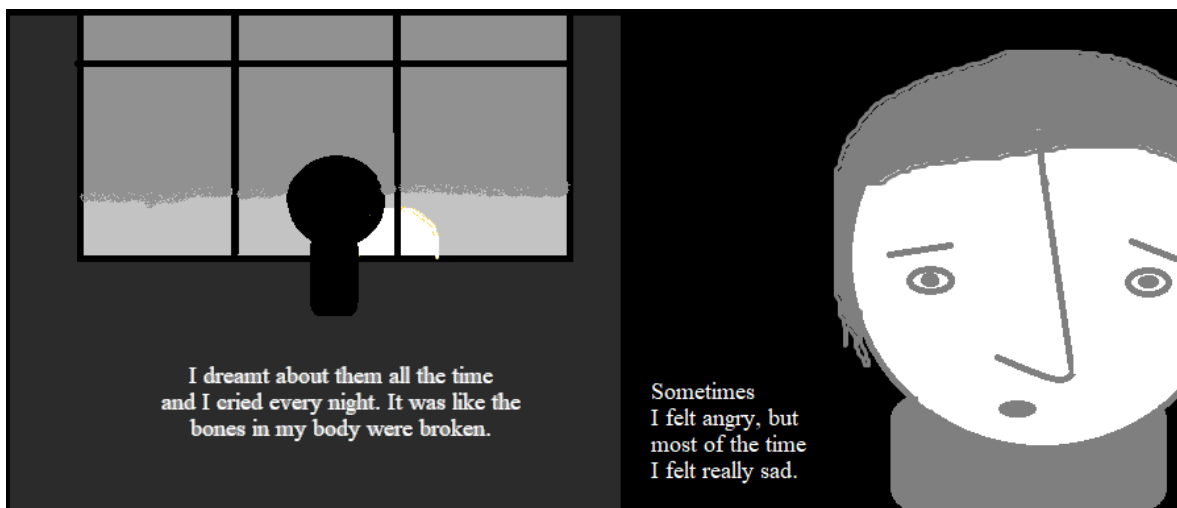 I dreamt about them all the time
and I cried every night. It was like the
bones in my body were broken.
Sometimes
I felt angry, but
most of the time
I felt really sad.